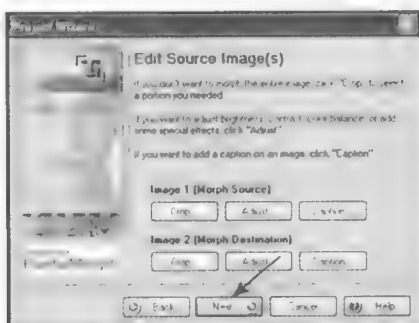 Edit Source Image(s)
If you don't want to morph the entire image, click "Crop" to select
a portion you needed.
If you want to adjust brightness, contrast, color balance, or add
some special effects, click "Adjust"
If you want to add a caption on an image, click "Caption"
Image 1 (Morph Source)
Crop Adjust Caption
Image 2 (Morph Destination)
Crop Adjust Caption
Back Next Cancel Help